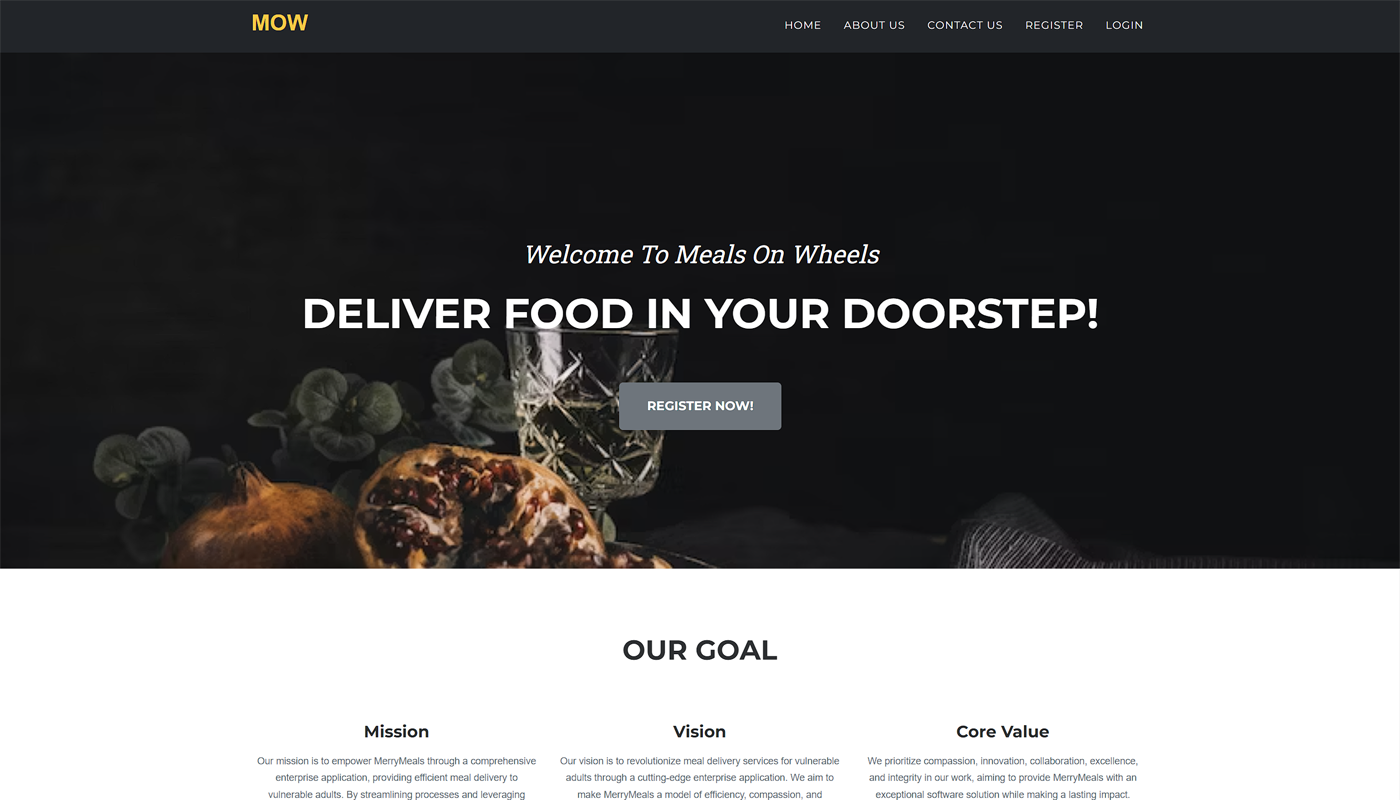 MOW
HOME ABOUT US CONTACT US REGISTER LOGIN
Welcome To Meals On Wheels
DELIVER FOOD IN YOUR DOORSTEP!
REGISTER NOW!
OUR GOAL
Mission
Our mission is to empower MerryMeals through a comprehensive
enterprise application, providing efficient meal delivery to
vulnerable adults. By streamlining processes and leveraging
Vision
Our vision is to revolutionize meal delivery services for vulnerable
adults through a cutting-edge enterprise application. We aim to
make MerryMeals a model of efficiency, compassion, and
Core Value
We prioritize compassion, innovation, collaboration, excellence,
and integrity in our work, aiming to provide MerryMeals with an
exceptional software solution while making a lasting impact.